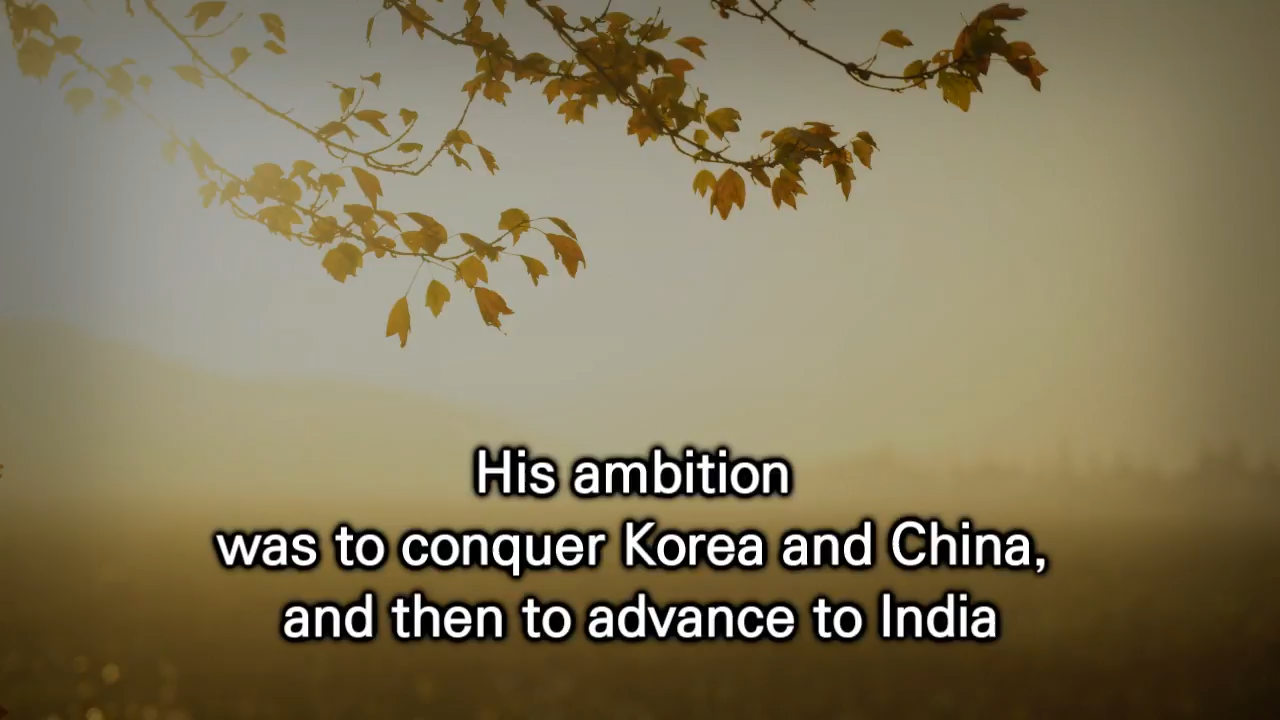 His ambition
was to conquer Korea and China,
and then to advance to India